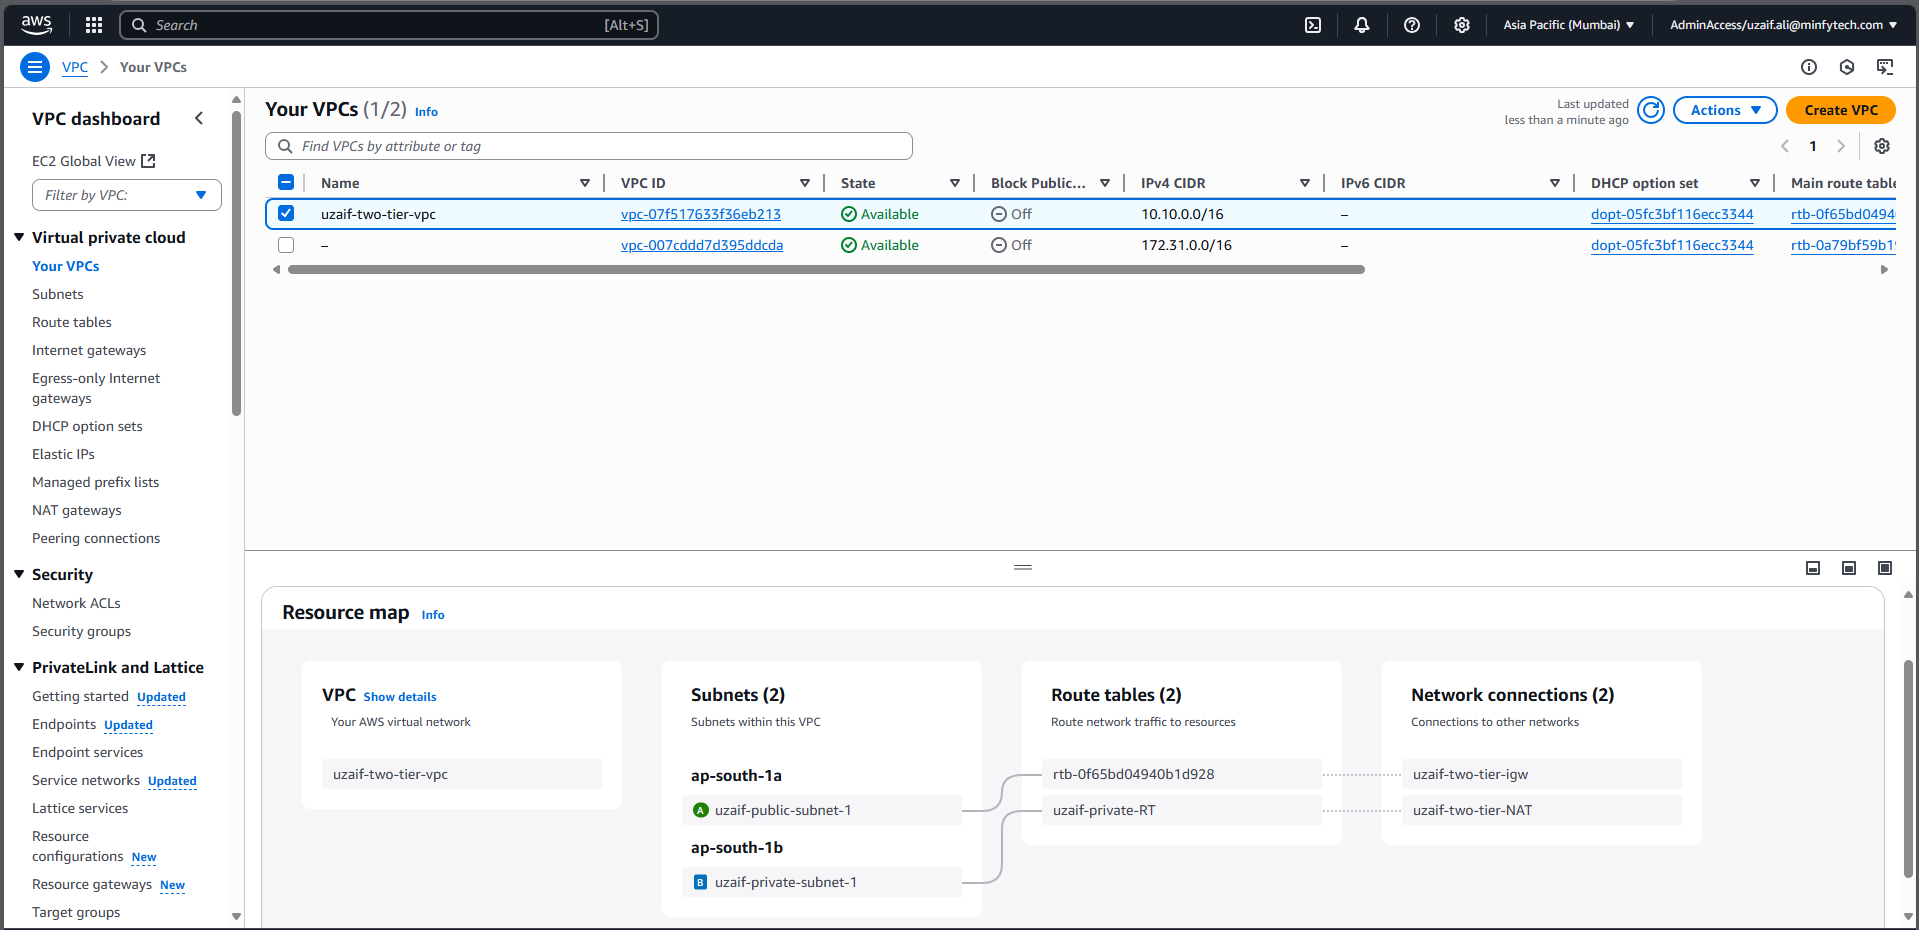 aws
Search [Alt+S]
Asia Pacific (Mumbai)
AdminAccess/uzaif.ali@minfytech.com
VPC
Your VPCs
VPC dashboard
EC2 Global View
Filter by VPC:
Virtual private cloud
Your VPCs
Subnets
Route tables
Internet gateways
Egress-only Internet
gateways
DHCP option sets
Elastic IPs
Managed prefix lists
NAT gateways
Peering connections
Security
Network ACLs
Security groups
PrivateLink and Lattice
Getting started Updated
Endpoints Updated
Endpoint services
Service networks Updated
Lattice services
Resource
configurations New
Resource gateways New
Target groups
Your VPCs (1/2) Info
Last updated
less than a minute ago
Actions
Create VPC
Find VPCs by attribute or tag
1
Name VPC ID State Block Public... IPv4 CIDR IPv6 CIDR DHCP option set Main route table
uzaif-two-tier-vpc vpc-07f517633f36eb213 Available Off 10.10.0.0/16 – dopt-05fc3bf116ecc3344 rtb-0f65bd0494
– vpc-007cddd7d395ddcda Available Off 172.31.0.0/16 – dopt-05fc3bf116ecc3344 rtb-0a79bf59b1
Resource map Info
VPC Show details
Your AWS virtual network
uzaif-two-tier-vpc
Subnets (2)
Subnets within this VPC
ap-south-1a
A uzaif-public-subnet-1
ap-south-1b
B uzaif-private-subnet-1
Route tables (2)
Route network traffic to resources
rtb-0f65bd04940b1d928
uzaif-private-RT
Network connections (2)
Connections to other networks
uzaif-two-tier-igw
uzaif-two-tier-NAT